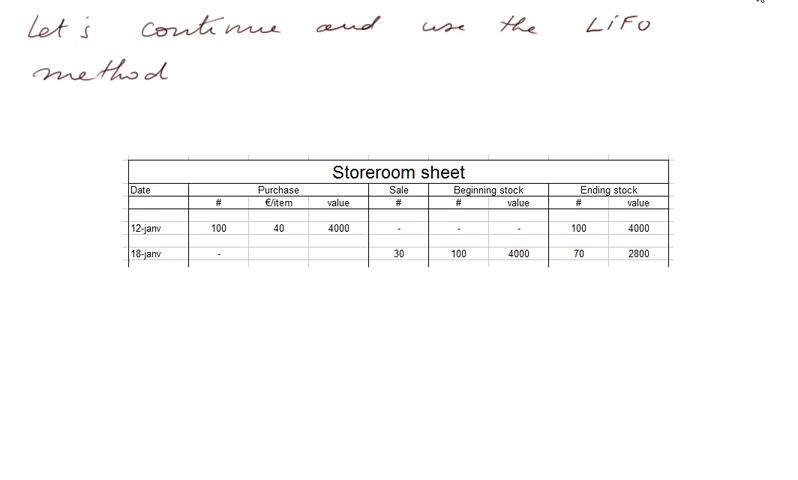 Let's continue and use the LiFo
method
Storeroom sheet
Date Purchase Sale Beginning stock Ending stock
# €/item value # # value # value
12-janv 100 40 4000 - - - 100 4000
18-janv - 30 100 4000 70 2800